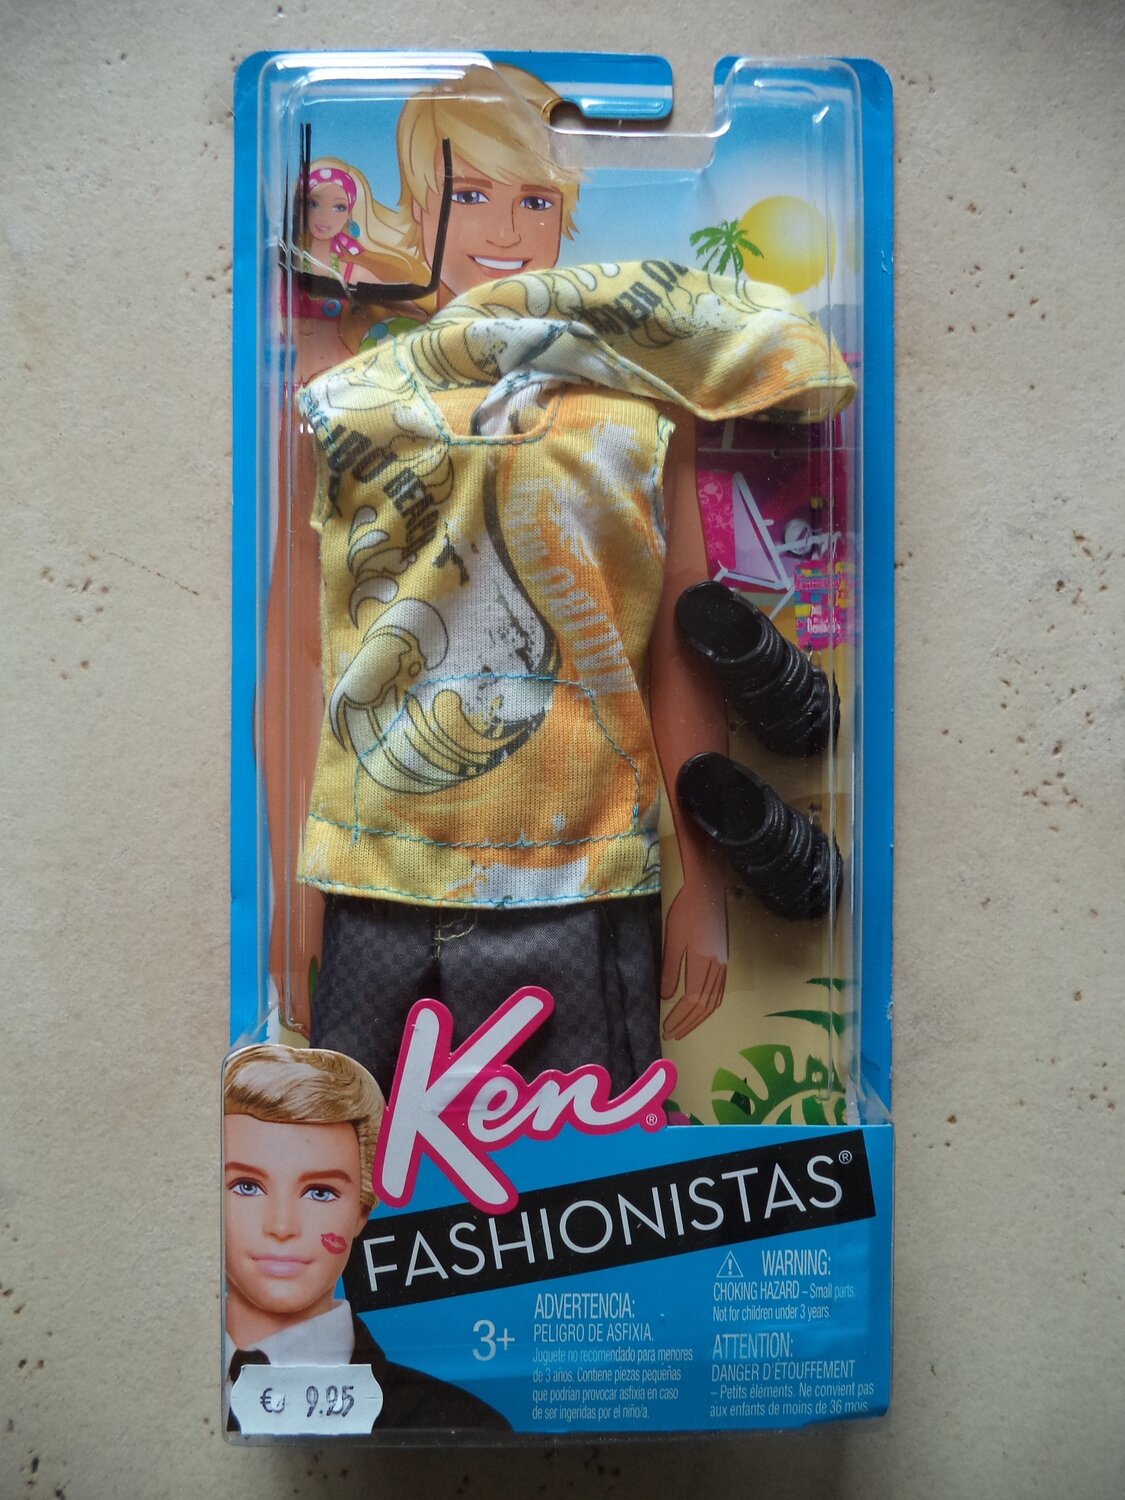 MALIBU BEACH
Ken®
FASHIONISTAS®
3+
ADVERTENCIA:
PELIGRO DE ASFIXIA.
Juguete no recomendado para menores
de 3 años. Contiene piezas pequeñas
que podrían provocar asfixia en caso
de ser ingeridas por el niño/a.
WARNING:
CHOKING HAZARD – Small parts.
Not for children under 3 years.
ATTENTION:
DANGER D'ÉTOUFFEMENT
– Petits éléments. Ne convient pas
aux enfants de moins de 36 mois.
€ 9.25